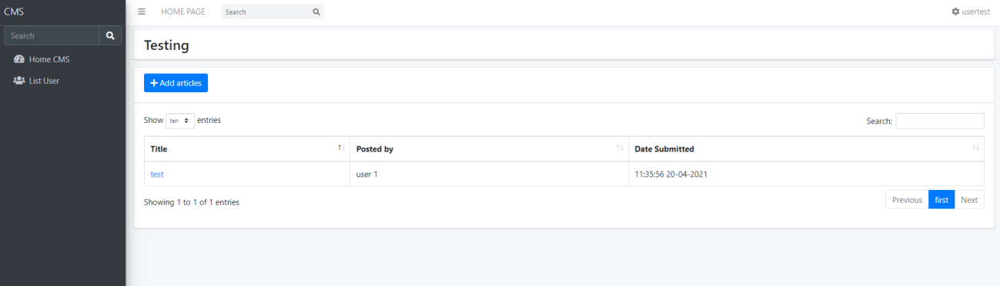 CMS
HOME PAGE
Search
usertest
Search
Home CMS
List User
Testing
Add articles
Show ten entries
Search:
Title Posted by Date Submitted
test user 1 11:35:56 20-04-2021
Showing 1 to 1 of 1 entries
Previous first Next